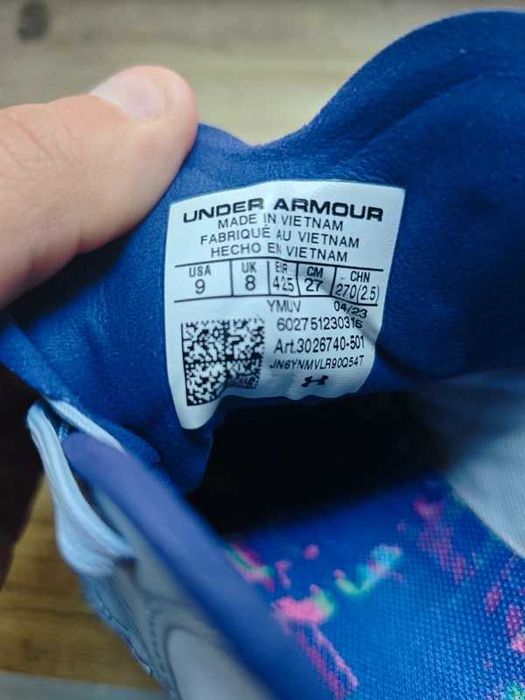 UNDER ARMOUR
MADE IN VIETNAM
FABRIQUÉ AU VIETNAM
HECHO EN VIETNAM
USA UK EUR CM CHN
9 8 42.5 27 270(2.5)
YMUV 04/23
602751230316
Art.3026740-501
JN6YNMVLR90Q54T